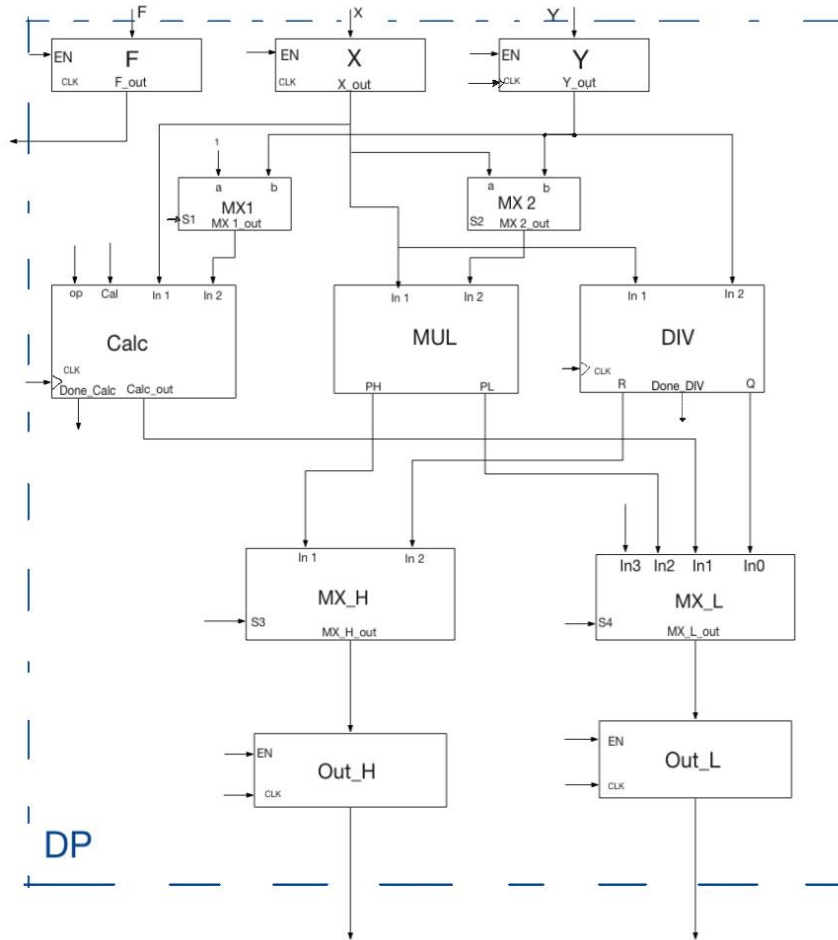 F
X
Y
EN
F
CLK
F_out
EN
X
CLK
X_out
EN
Y
CLK
Y_out
1
a
b
S1
MX1
MX 1_out
a
b
MX 2
S2
MX 2_out
op
Cal
In 1
In 2
Calc
CLK
Done_Calc
Calc_out
In 1
In 2
MUL
PH
PL
In 1
In 2
DIV
CLK
R
Done_DIV
Q
In 1
In 2
MX_H
S3
MX_H_out
In3
In2
In1
In0
MX_L
S4
MX_L_out
EN
Out_H
CLK
EN
Out_L
CLK
DP